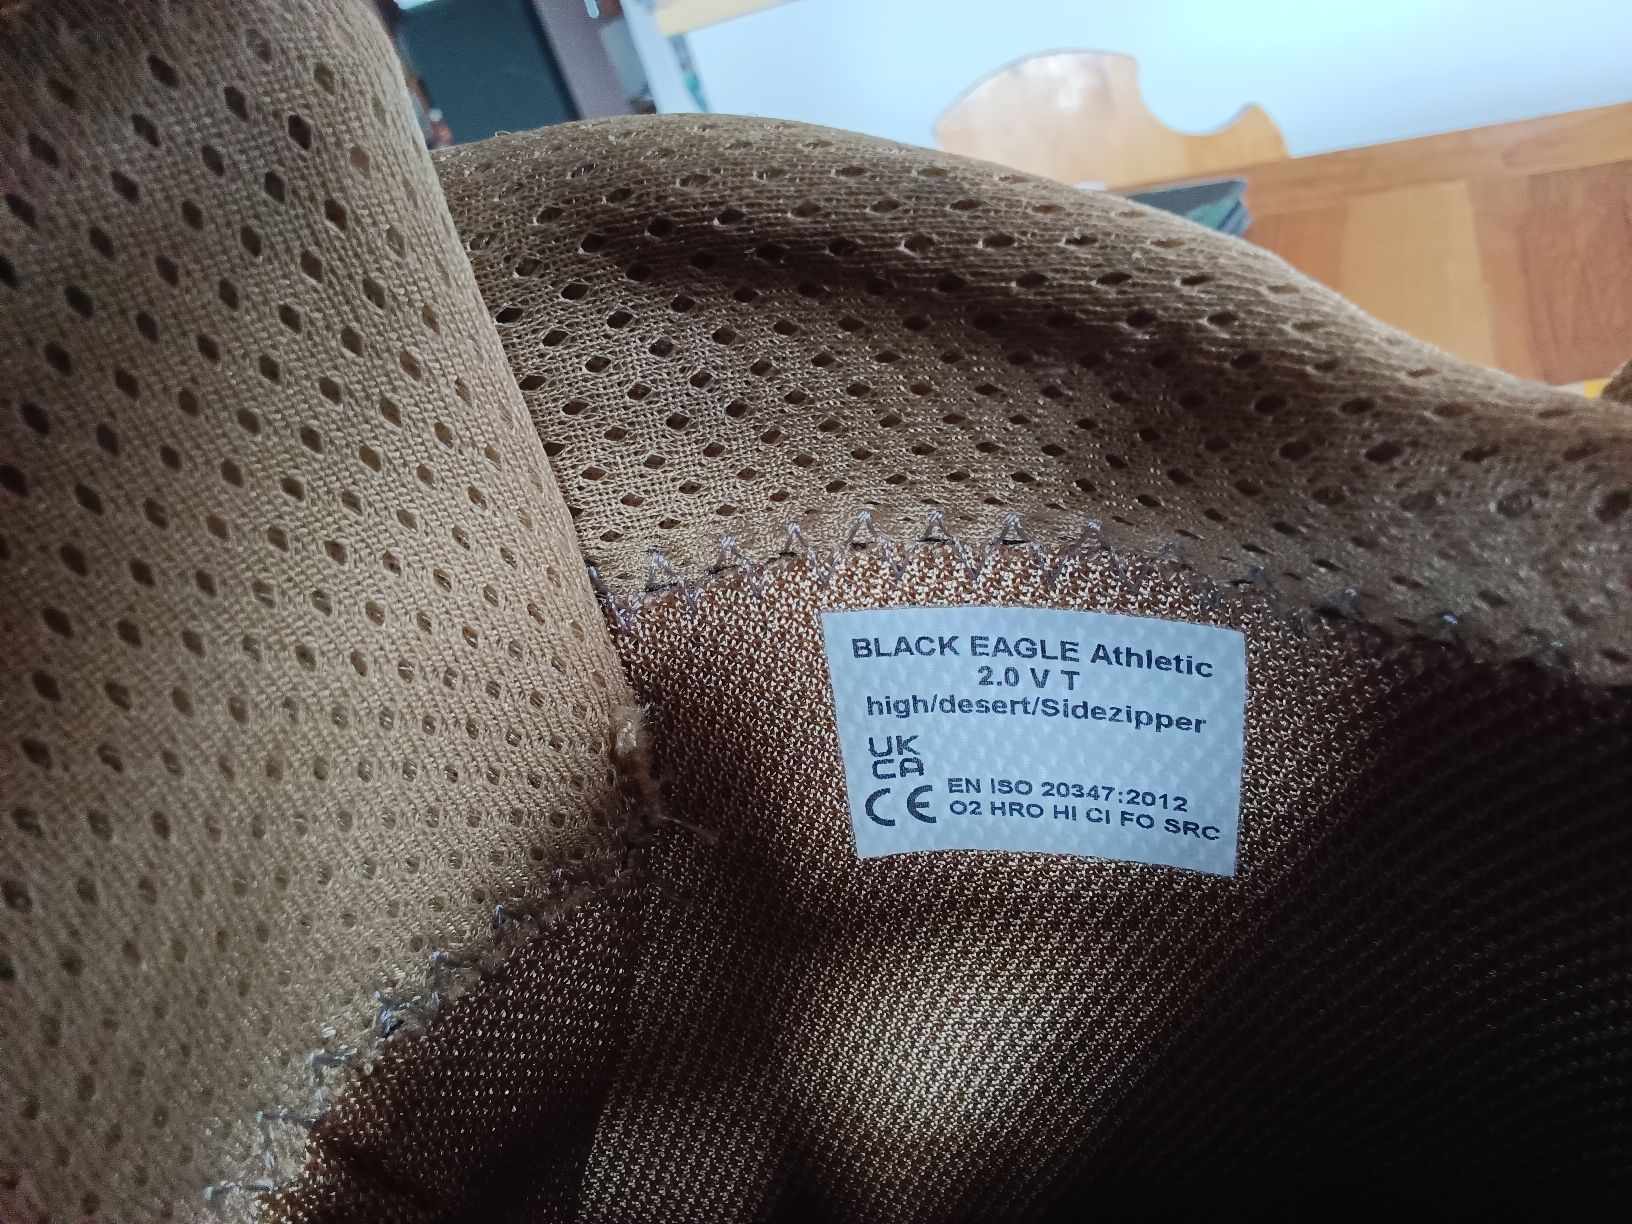 BLACK EAGLE Athletic
2.0 V T
high/desert/Sidezipper
UK
CA
CE EN ISO 20347:2012
O2 HRO HI CI FO SRC